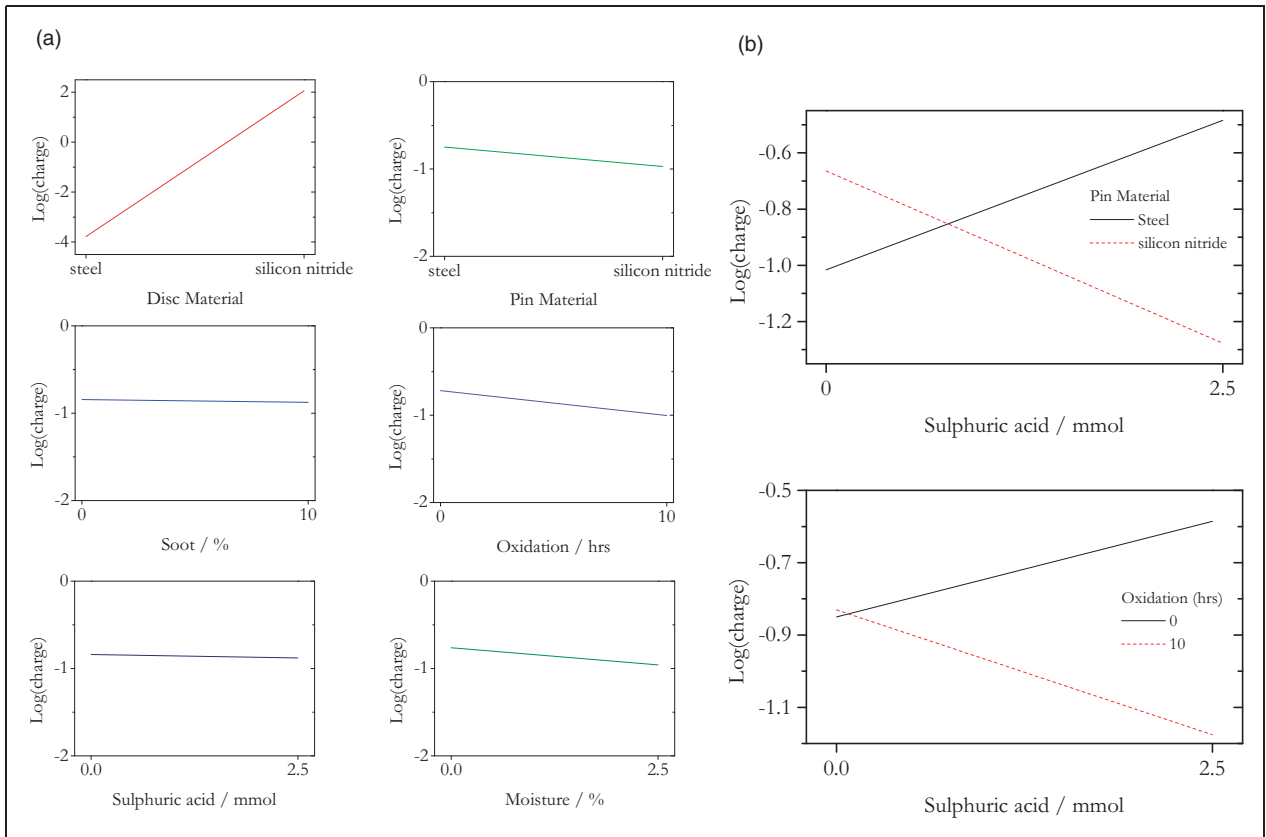 (a)
Log(charge)
2
0
-2
-4
steel
silicon nitride
Disc Material
Log(charge)
0
-1
-2
steel
silicon nitride
Pin Material
Log(charge)
0
-1
-2
0
10
Soot / %
Log(charge)
0
-1
-2
0
10
Oxidation / hrs
Log(charge)
0
-1
-2
0.0
2.5
Sulphuric acid / mmol
Log(charge)
0
-1
-2
0.0
2.5
Moisture / %
(b)
Log(charge)
-0.6
-0.8
-1.0
-1.2
Pin Material
Steel
silicon nitride
0
2.5
Sulphuric acid / mmol
Log(charge)
-0.5
-0.7
-0.9
-1.1
Oxidation (hrs)
0
10
0.0
2.5
Sulphuric acid / mmol